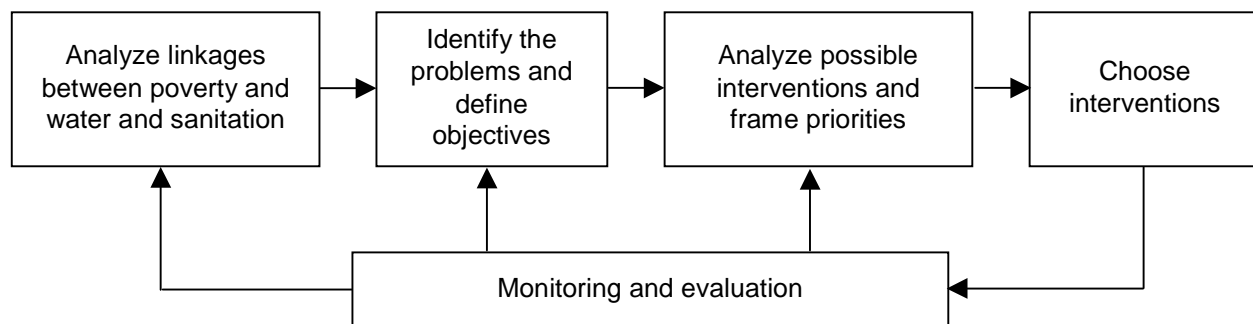 Analyze linkages
between poverty and
water and sanitation
Identify the
problems and
define
objectives
Analyze possible
interventions and
frame priorities
Choose
interventions
Monitoring and evaluation